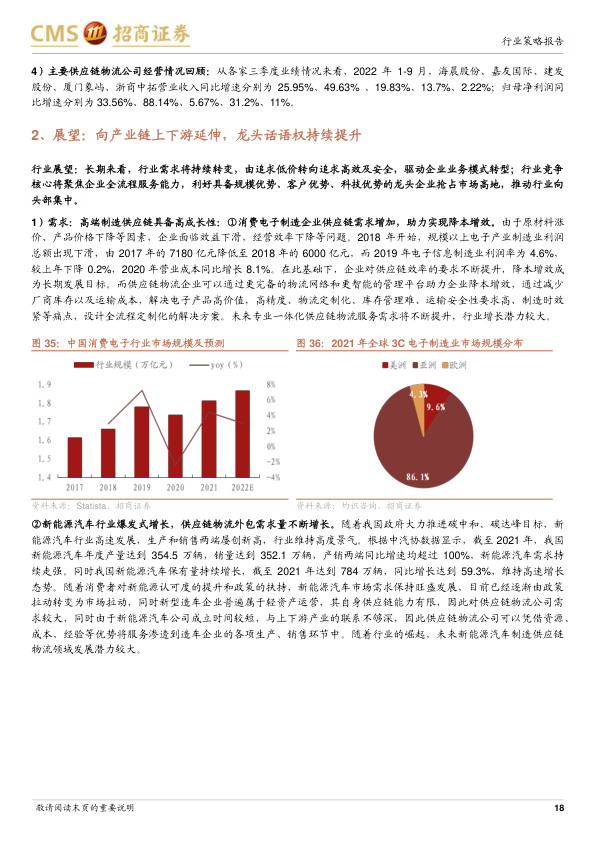 CMS 招商证券
行业策略报告
4）主要供应链物流公司经营情况回顾：从各家三季度业绩情况来看，2022 年 1-9 月，海晨股份、嘉友国际、建发
股份、厦门象屿、浙商中拓营业收入同比增速分别为 25.95%、49.63% 、19.83%、13.7%、2.22%；归母净利润同
比增速分别为 33.56%、88.14%、5.67%、31.2%、11%。
2、展望：向产业链上下游延伸，龙头话语权持续提升
行业展望：长期来看，行业需求将持续转变，由追求低价转向追求高效及安全，驱动企业业务模式转型；行业竞争
核心将聚焦企业全流程服务能力，利好具备规模优势、客户优势、科技优势的龙头企业抢占市场高地，推动行业向
头部集中。
1）需求：高端制造供应链具备高成长性：①消费电子制造企业供应链需求增加，助力实现降本增效。由于原材料涨
价、产品价格下降等因素，企业面临效益下滑，经营效率下降等问题。2018 年开始，规模以上电子产业制造业利润
总额出现下滑，由 2017 年的 7180 亿元降低至 2018 年的 6000 亿元，而 2019 年电子信息制造业利润率为 4.6%，
较上年下降 0.2%，2020 年营业成本同比增长 8.1%。在此基础下，企业对供应链效率的要求不断提升，降本增效成
为长期发展目标。而供应链物流企业可以通过更完备的物流网络和更智能的管理平台助力企业降本增效，通过减少
厂商库存以及运输成本，解决电子产品高价值，高精度、物流定制化、库存管理难、运输安全性要求高、制造时效
紧等痛点，设计全流程定制化的解决方案。未来专业一体化供应链物流服务需求将不断提升，行业增长潜力较大。
图 35：中国消费电子行业市场规模及预测
图 36：2021 年全球 3C 电子制造业市场规模分布
行业规模（万亿元） yoy（%）
1.9
1.8
1.7
1.6
1.5
1.4
8%
6%
4%
2%
0%
-2%
-4%
2017 2018 2019 2020 2021 2022E
美洲 亚洲 欧洲
4.3%
9.6%
86.1%
资料来源：Statista，招商证券
资料来源：灼识咨询，招商证券
②新能源汽车行业爆发式增长，供应链物流外包需求量不断增长。随着我国政府大力推进碳中和、碳达峰目标，新
能源汽车行业高速发展，生产和销售两端屡创新高，行业维持高度景气。根据中汽协数据显示，截至 2021 年，我国
新能源汽车年度产量达到 354.5 万辆，销量达到 352.1 万辆，产销两端同比增速均超过 100%，新能源汽车需求持
续走强。同时我国新能源汽车保有量持续增长，截至 2021 年达到 784 万辆，同比增长达到 59.3%，维持高速增长
态势。随着消费者对新能源认可度的提升和政策的扶持，新能源汽车市场需求保持旺盛发展，目前已经逐渐由政策
拉动转变为市场拉动，同时新型造车企业普遍属于轻资产运营，其自身供应链能力有限，因此对供应链物流公司需
求较大，同时由于新能源汽车公司成立时间较短，与上下游产业的联系不够深，因此供应链物流公司可以凭借资源、
成本、经验等优势将服务渗透到造车企业的各项生产、销售环节中。随着行业的崛起，未来新能源汽车制造供应链
物流领域发展潜力较大。
敬请阅读末页的重要说明
18